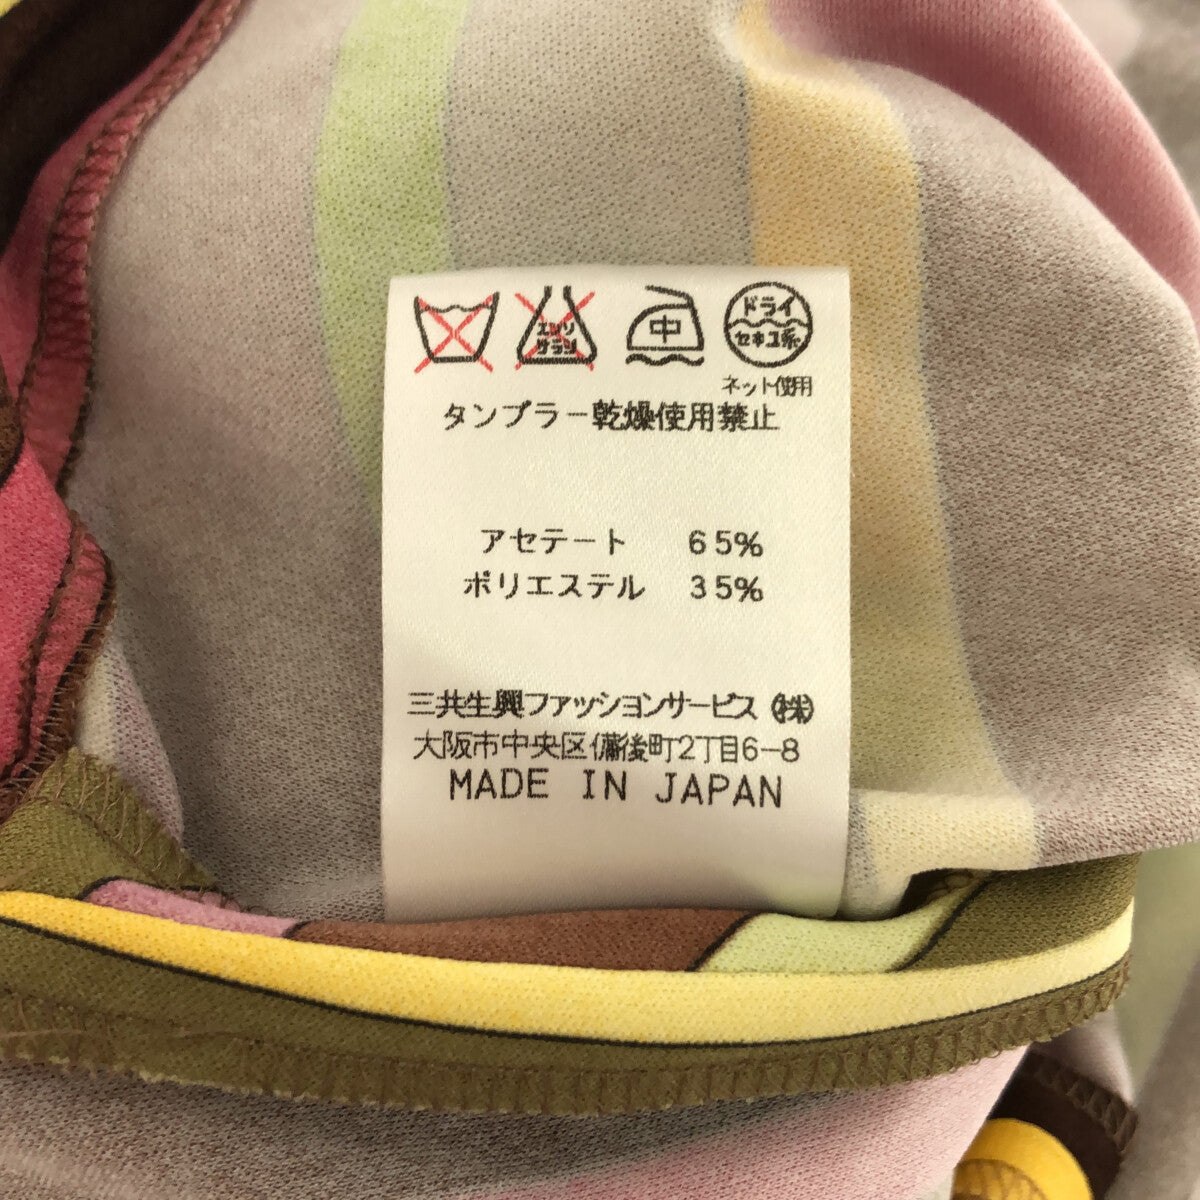 エンソ
サラシ
中
ドライ
セキユ系
ネット使用
タンブラー乾燥使用禁止
アセテート 65%
ポリエステル 35%
三共生興ファッションサービス(株)
大阪市中央区備後町2丁目6-8
MADE IN JAPAN